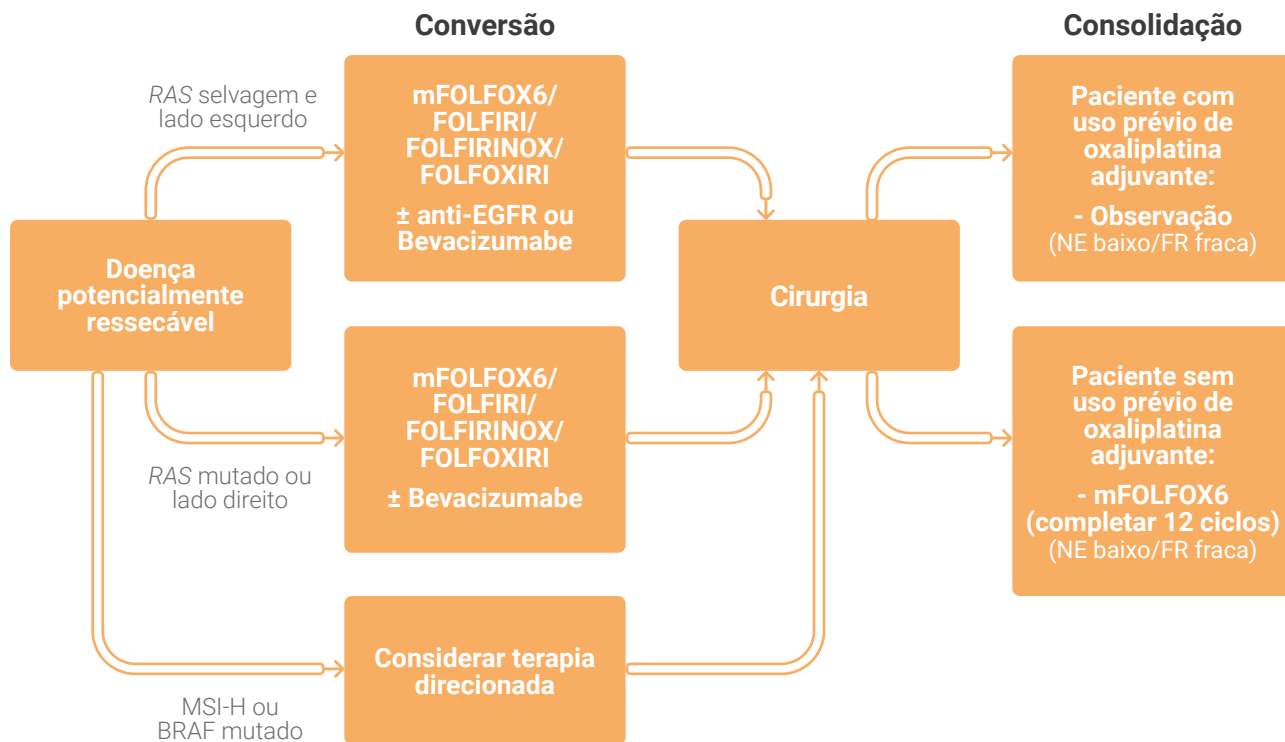 Conversão
Consolidação
RAS selvagem e
lado esquerdo
mFOLFOX6/
FOLFIRI/
FOLFIRINOX/
FOLFOXIRI
± anti-EGFR ou
Bevacizumabe
Paciente com
uso prévio de
oxaliplatina
adjuvante:
- Observação
(NE baixo/FR fraca)
Doença
potencialmente
ressecável
Cirurgia
RAS mutado ou
lado direito
mFOLFOX6/
FOLFIRI/
FOLFIRINOX/
FOLFOXIRI
± Bevacizumabe
Paciente sem
uso prévio de
oxaliplatina
adjuvante:
- mFOLFOX6
(completar 12 ciclos)
(NE baixo/FR fraca)
MSI-H ou
BRAF mutado
Considerar terapia
direcionada